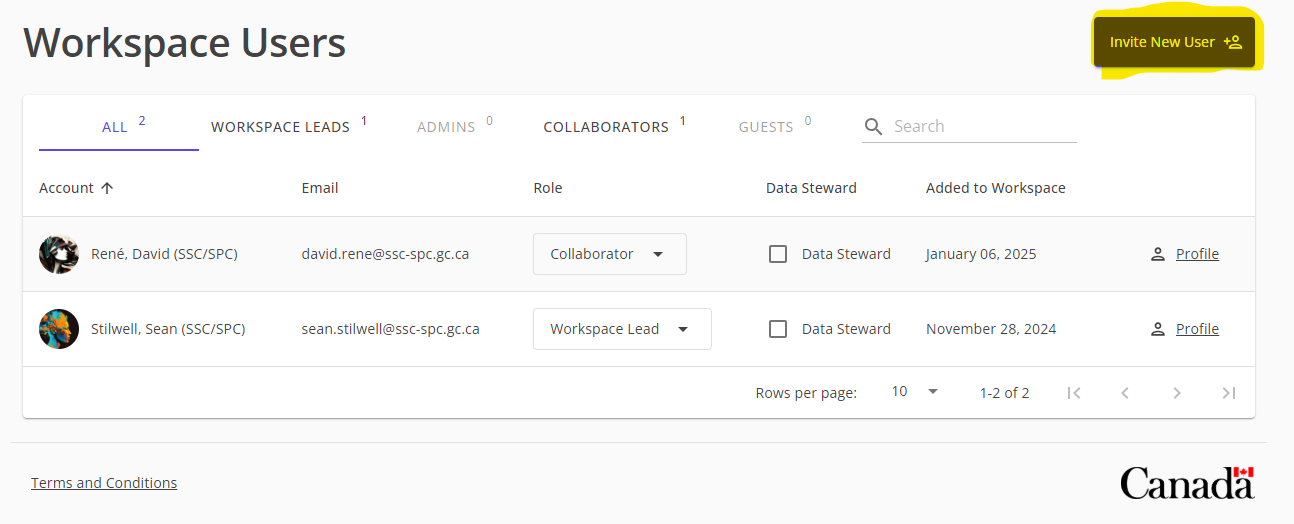 Workspace Users
Invite New User
ALL 2 WORKSPACE LEADS 1 ADMINS 0 COLLABORATORS 1 GUESTS 0 Search
Account Email Role Data Steward Added to Workspace
René, David (SSC/SPC) david.rene@ssc-spc.gc.ca Collaborator Data Steward January 06, 2025 Profile
Stilwell, Sean (SSC/SPC) sean.stilwell@ssc-spc.gc.ca Workspace Lead Data Steward November 28, 2024 Profile
Rows per page: 10 1-2 of 2
Terms and Conditions
Canada